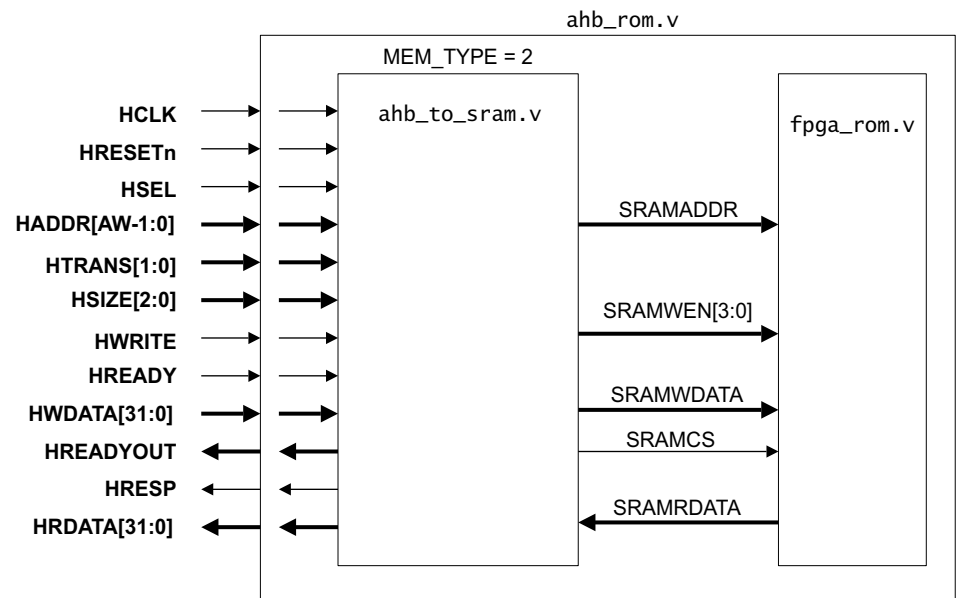 ahb_rom.v
MEM_TYPE = 2
ahb_to_sram.v
fpga_rom.v
HCLK
HRESETn
HSEL
HADDR[AW-1:0]
HTRANS[1:0]
HSIZE[2:0]
HWRITE
HREADY
HWDATA[31:0]
HREADYOUT
HRESP
HRDATA[31:0]
SRAMADDR
SRAMWEN[3:0]
SRAMWDATA
SRAMCS
SRAMRDATA